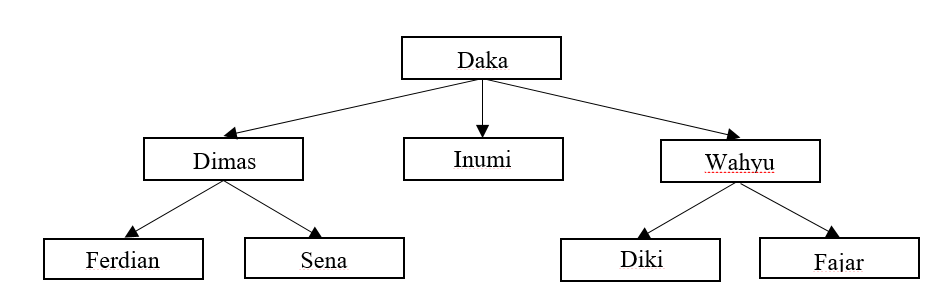 Daka
Dimas
Inumi
Wahyu
Ferdian
Sena
Diki
Fajar